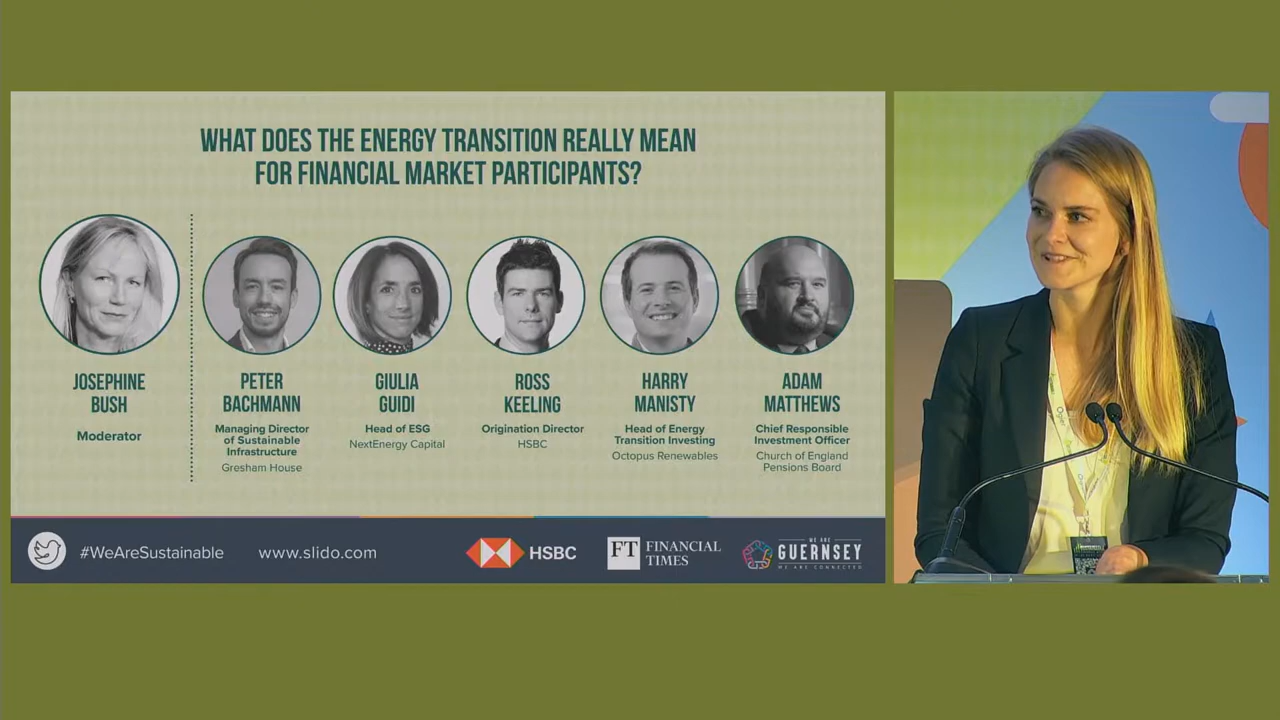 WHAT DOES THE ENERGY TRANSITION REALLY MEAN
FOR FINANCIAL MARKET PARTICIPANTS?
JOSEPHINE
BUSH
Moderator
PETER
BACHMANN
Managing Director
of Sustainable
Infrastructure
Gresham House
GIULIA
GUIDI
Head of ESG
NextEnergy Capital
ROSS
KEELING
Origination Director
HSBC
HARRY
MANISTY
Head of Energy
Transition Investing
Octopus Renewables
ADAM
MATTHEWS
Chief Responsible
Investment Officer
Church of England
Pensions Board
#WeAreSustainable
www.slido.com
HSBC
FT
FINANCIAL
TIMES
WE ARE
GUERNSEY
WE ARE CONNECTED